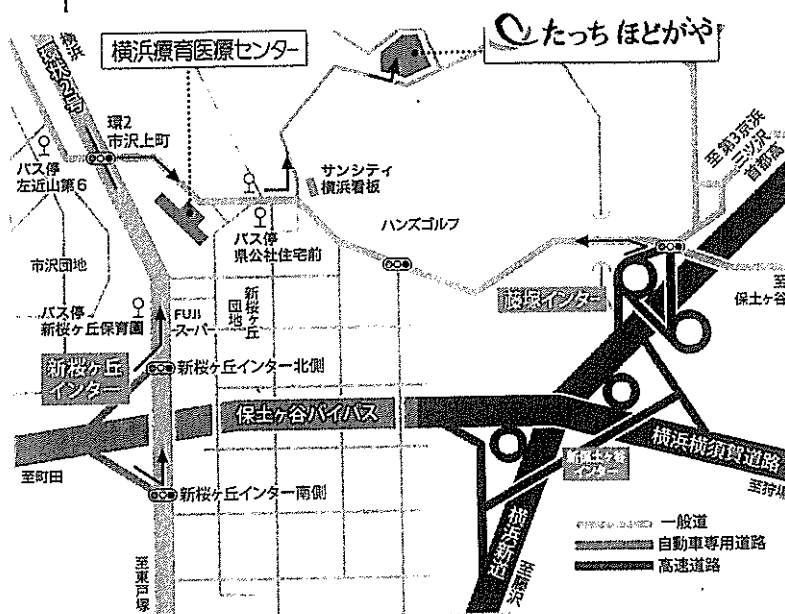 横浜療育医療センター
たっち ほどがや
至横浜
環状2号
環2
市沢上町
バス停
左近山第6
サンシティ
横浜看板
至第3京浜
三ツ沢
首都高
バス停
県公社住宅前
ハンズゴルフ
市沢団地
藤塚インター
至
保土ヶ谷
バス停
新桜ヶ丘保育園
FUJI
スーパー
新桜ヶ丘
団地
新桜ヶ丘
インター
新桜ヶ丘インター北側
保土ヶ谷バイパス
横浜横須賀道路
至町田
新保土ヶ谷
インター
至狩場
新桜ヶ丘インター南側
横浜新道
至東戸塚
至藤沢
一般道
自動車専用道路
高速道路